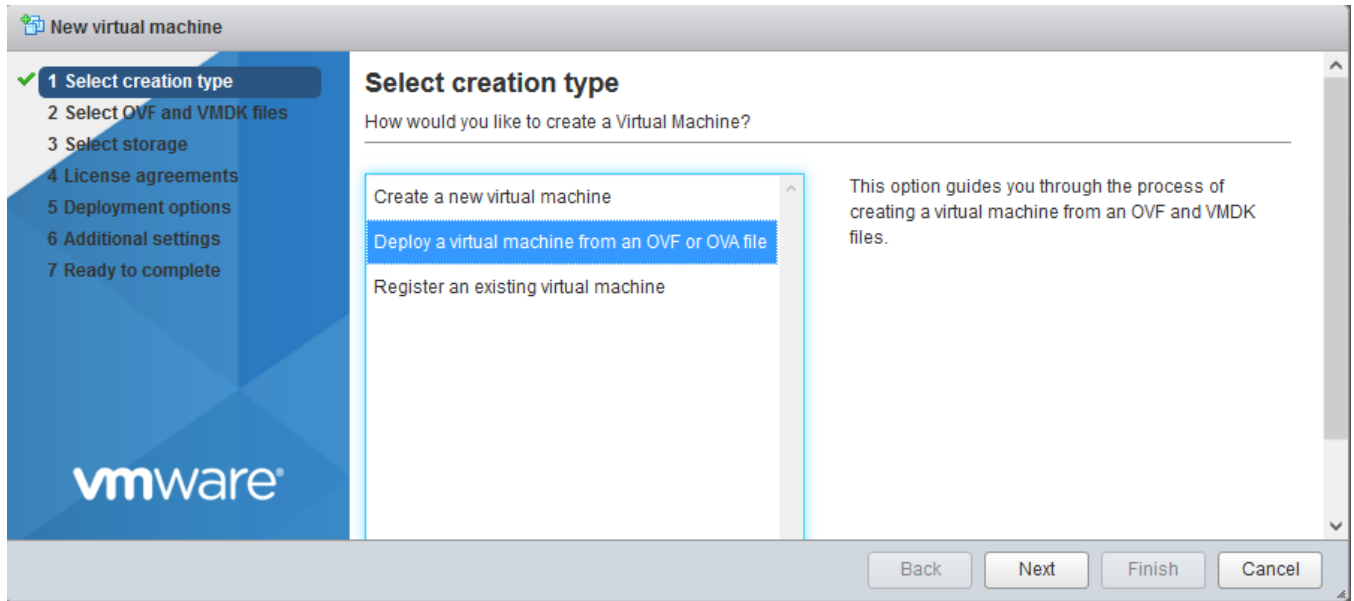 New virtual machine
1 Select creation type
2 Select OVF and VMDK files
3 Select storage
4 License agreements
5 Deployment options
6 Additional settings
7 Ready to complete
vmware®
Select creation type
How would you like to create a Virtual Machine?
Create a new virtual machine
Deploy a virtual machine from an OVF or OVA file
Register an existing virtual machine
This option guides you through the process of
creating a virtual machine from an OVF and VMDK
files.
Back
Next
Finish
Cancel